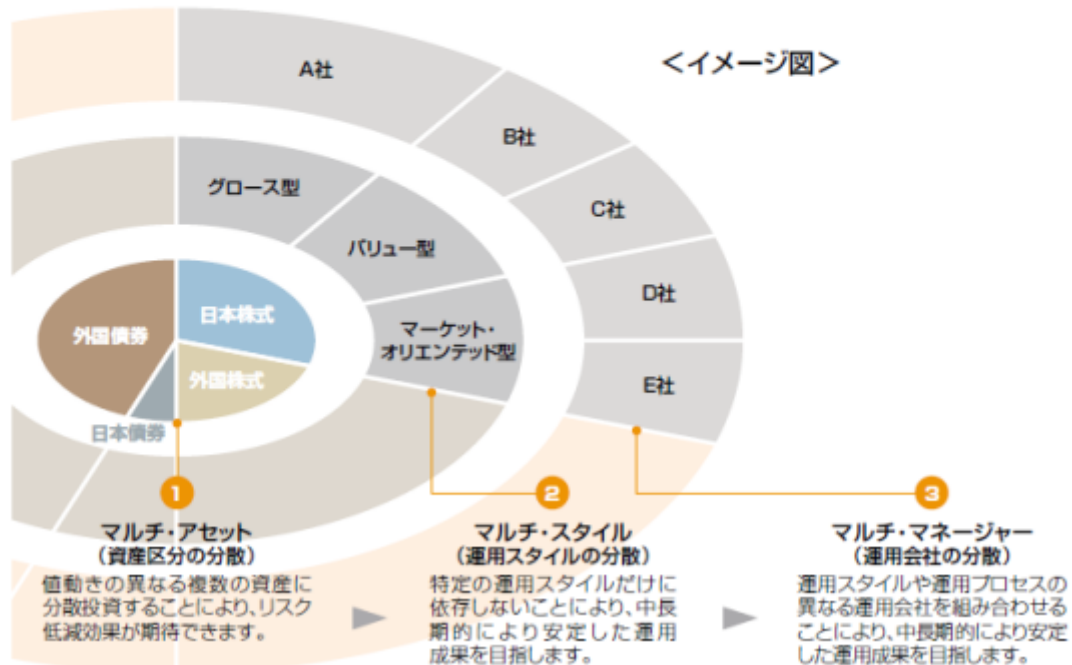 <イメージ図>
A社
B社
C社
D社
E社
グロース型
バリュー型
マーケット・
オリエンテッド型
日本株式
外国株式
日本債券
外国債券
1
マルチ・アセット
(資産区分の分散)
値動きの異なる複数の資産に
分散投資することにより、リスク
低減効果が期待できます。
2
マルチ・スタイル
(運用スタイルの分散)
特定の運用スタイルだけに
依存しないことにより、中長
期的により安定した運用
成果を目指します。
3
マルチ・マネージャー
(運用会社の分散)
運用スタイルや運用プロセスの
異なる運用会社を組み合わせる
ことにより、中長期的により安定
した運用成果を目指します。